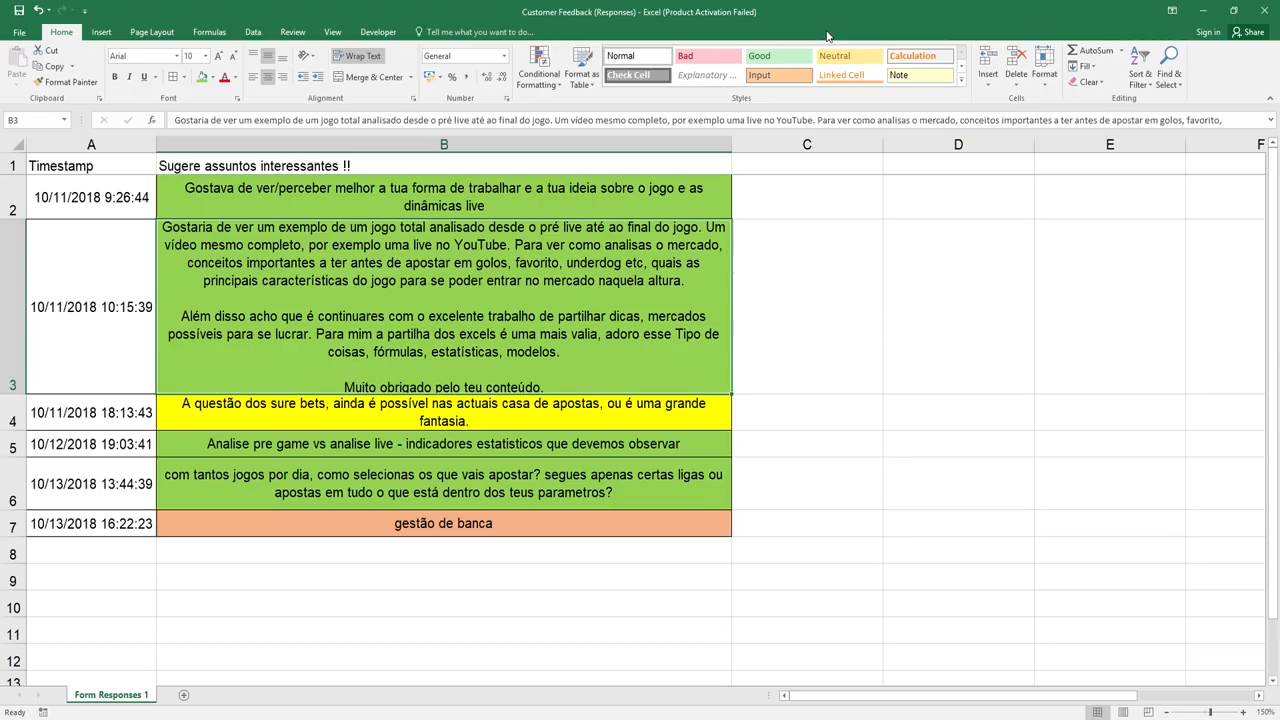 Customer Feedback (Responses) - Excel (Product Activation Failed)
File Home Insert Page Layout Formulas Data Review View Developer Tell me what you want to do... Sign in Share
Cut
Copy
Format Painter
Paste
Clipboard
Arial 10
B I U
Font
Wrap Text
Merge & Center
Alignment
General
%
Number
Conditional Formatting
Format as Table
Normal Bad Good Neutral Calculation
Check Cell Explanatory ... Input Linked Cell Note
Styles
Insert Delete Format
Cells
AutoSum
Fill
Clear
Sort & Filter
Find & Select
Editing
B3 fx Gostaria de ver um exemplo de um jogo total analisado desde o pré live até ao final do jogo. Um vídeo mesmo completo, por exemplo uma live no YouTube. Para ver como analisas o mercado, conceitos importantes a ter antes de apostar em golos, favorito,
A B C D E F
1 Timestamp Sugere assuntos interessantes !!
2 10/11/2018 9:26:44 Gostava de ver/perceber melhor a tua forma de trabalhar e a tua ideia sobre o jogo e as
dinâmicas live
3 10/11/2018 10:15:39 Gostaria de ver um exemplo de um jogo total analisado desde o pré live até ao final do jogo. Um
vídeo mesmo completo, por exemplo uma live no YouTube. Para ver como analisas o mercado,
conceitos importantes a ter antes de apostar em golos, favorito, underdog etc, quais as
principais características do jogo para se poder entrar no mercado naquela altura.
Além disso acho que é continuares com o excelente trabalho de partilhar dicas, mercados
possíveis para se lucrar. Para mim a partilha dos excels é uma mais valia, adoro esse Tipo de
coisas, fórmulas, estatísticas, modelos.
Muito obrigado pelo teu conteúdo.
4 10/11/2018 18:13:43 A questão dos sure bets, ainda é possível nas actuais casa de apostas, ou é uma grande
fantasia.
5 10/12/2018 19:03:41 Analise pre game vs analise live - indicadores estatisticos que devemos observar
6 10/13/2018 13:44:39 com tantos jogos por dia, como selecionas os que vais apostar? segues apenas certas ligas ou
apostas em tudo o que está dentro dos teus parametros?
7 10/13/2018 16:22:23 gestão de banca
8
9
10
11
12
13
Form Responses 1
Ready 150%